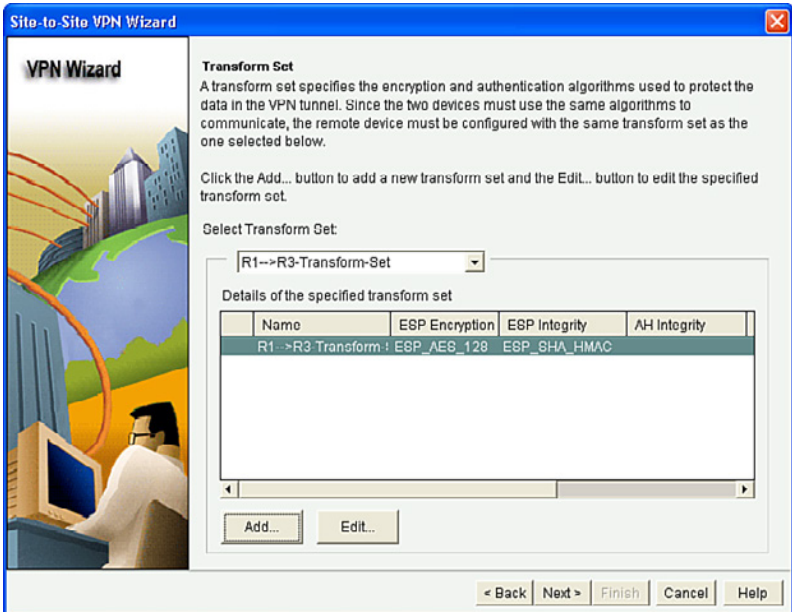 Site-to-Site VPN Wizard
VPN Wizard
Transform Set
A transform set specifies the encryption and authentication algorithms used to protect the
data in the VPN tunnel. Since the two devices must use the same algorithms to
communicate, the remote device must be configured with the same transform set as the
one selected below.
Click the Add... button to add a new transform set and the Edit... button to edit the specified
transform set.
Select Transform Set:
R1-->R3-Transform-Set
Details of the specified transform set
Name ESP Encryption ESP Integrity AH Integrity
R1-->R3-Transform-S ESP_AES_128 ESP_SHA_HMAC
Add... Edit...
< Back Next > Finish Cancel Help